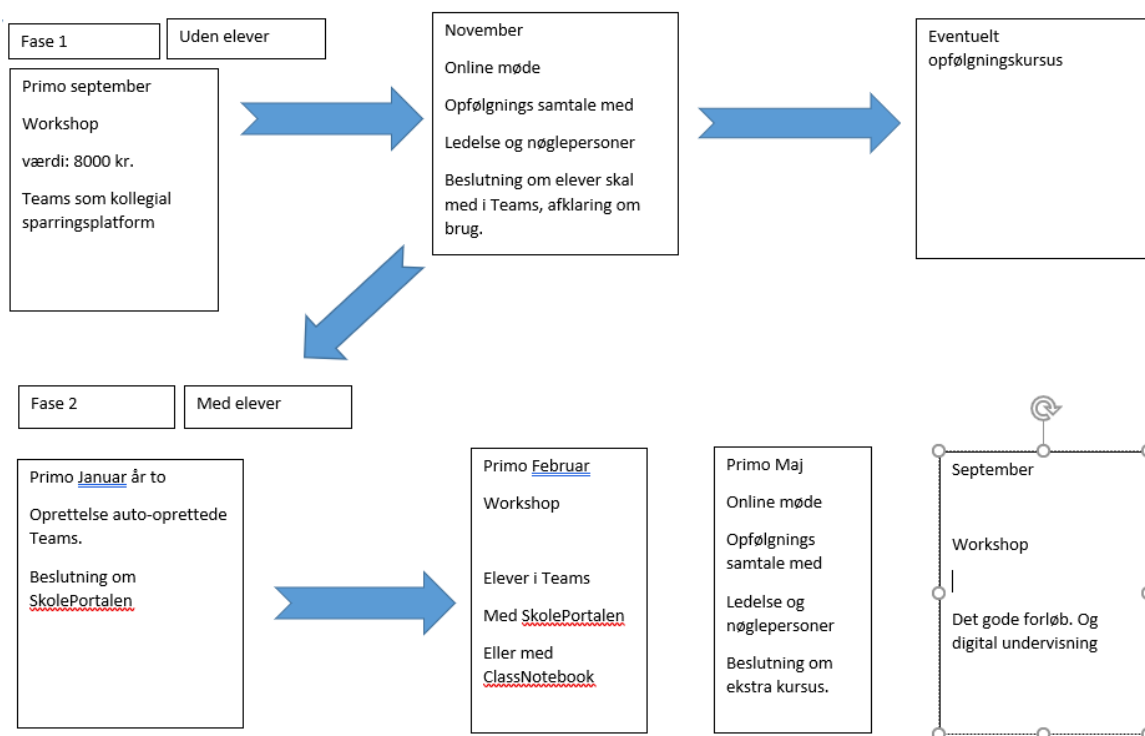 Fase 1
Uden elever
Primo september
Workshop
værdi: 8000 kr.
Teams som kollegial
sparringsplatform
November
Online møde
Opfølgnings samtale med
Ledelse og nøglepersoner
Beslutning om elever skal
med i Teams, afklaring om
brug.
Eventuelt
opfølgningskursus
Fase 2
Med elever
Primo Januar år to
Oprettelse auto-oprettede
Teams.
Beslutning om
SkolePortalen
Primo Februar
Workshop
Elever i Teams
Med SkolePortalen
Eller med
ClassNotebook
Primo Maj
Online møde
Opfølgnings
samtale med
Ledelse og
nøglepersoner
Beslutning om
ekstra kursus.
September
Workshop
Det gode forløb. Og
digital undervisning